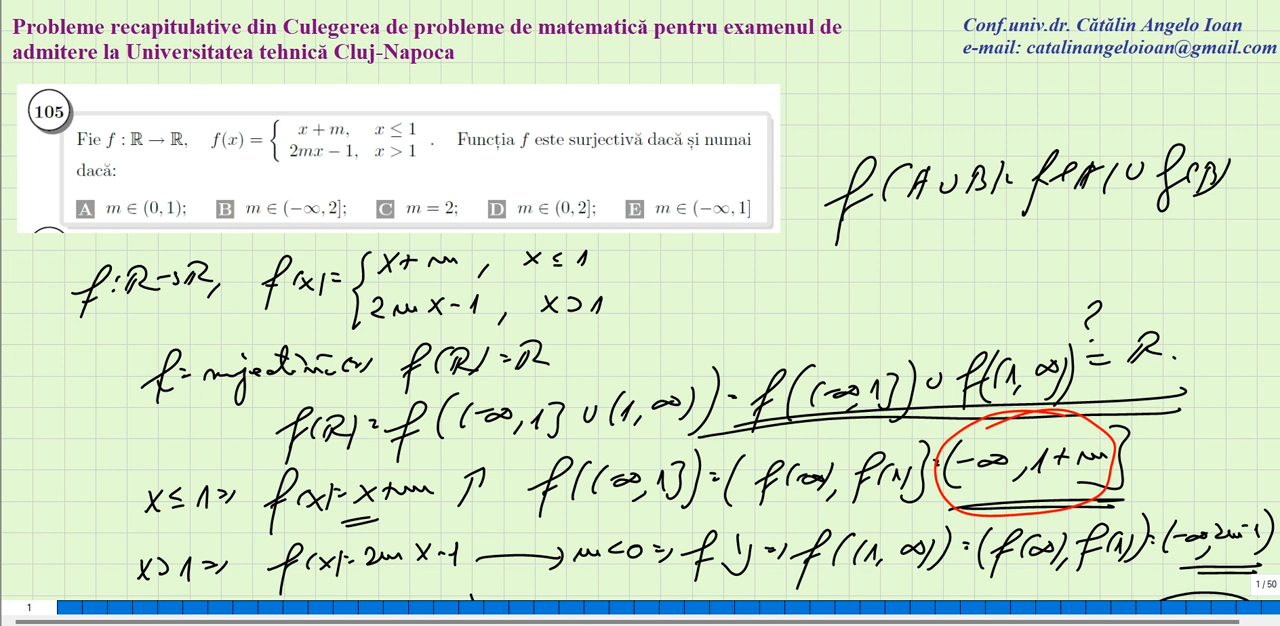 Probleme recapitulative din Culegerea de probleme de matematică pentru examenul de
admitere la Universitatea tehnică Cluj-Napoca
Conf.univ.dr. Cătălin Angelo Ioan
e-mail: catalinangeloioan@gmail.com
105
Fie f : ℝ → ℝ, f(x) = { x + m, x ≤ 1
2mx − 1, x > 1 . Funcția f este surjectivă dacă și numai
dacă:
A m ∈ (0, 1); B m ∈ (−∞, 2]; C m = 2; D m ∈ (0, 2]; E m ∈ (−∞, 1]
f(A∪B)= f(A)∪f(B)
f:ℝ→ℝ, f(x)= { x+m, x≤1
2mx-1, x>1
f(ℝ)=ℝ
f(ℝ)=f((-∞,1]∪(1,∞))=f((-∞,1])∪f((1,∞)) ?= ℝ.
x≤1⇒ f(x)=x+m ↑ f((-∞,1])=(f(-∞),f(1)]=(-∞,1+m]
x>1⇒ f(x)=2mx-1 → m<0⇒f↓⇒f((1,∞))=(f(∞),f(1))=(-∞,2m-1)
1 / 50
1